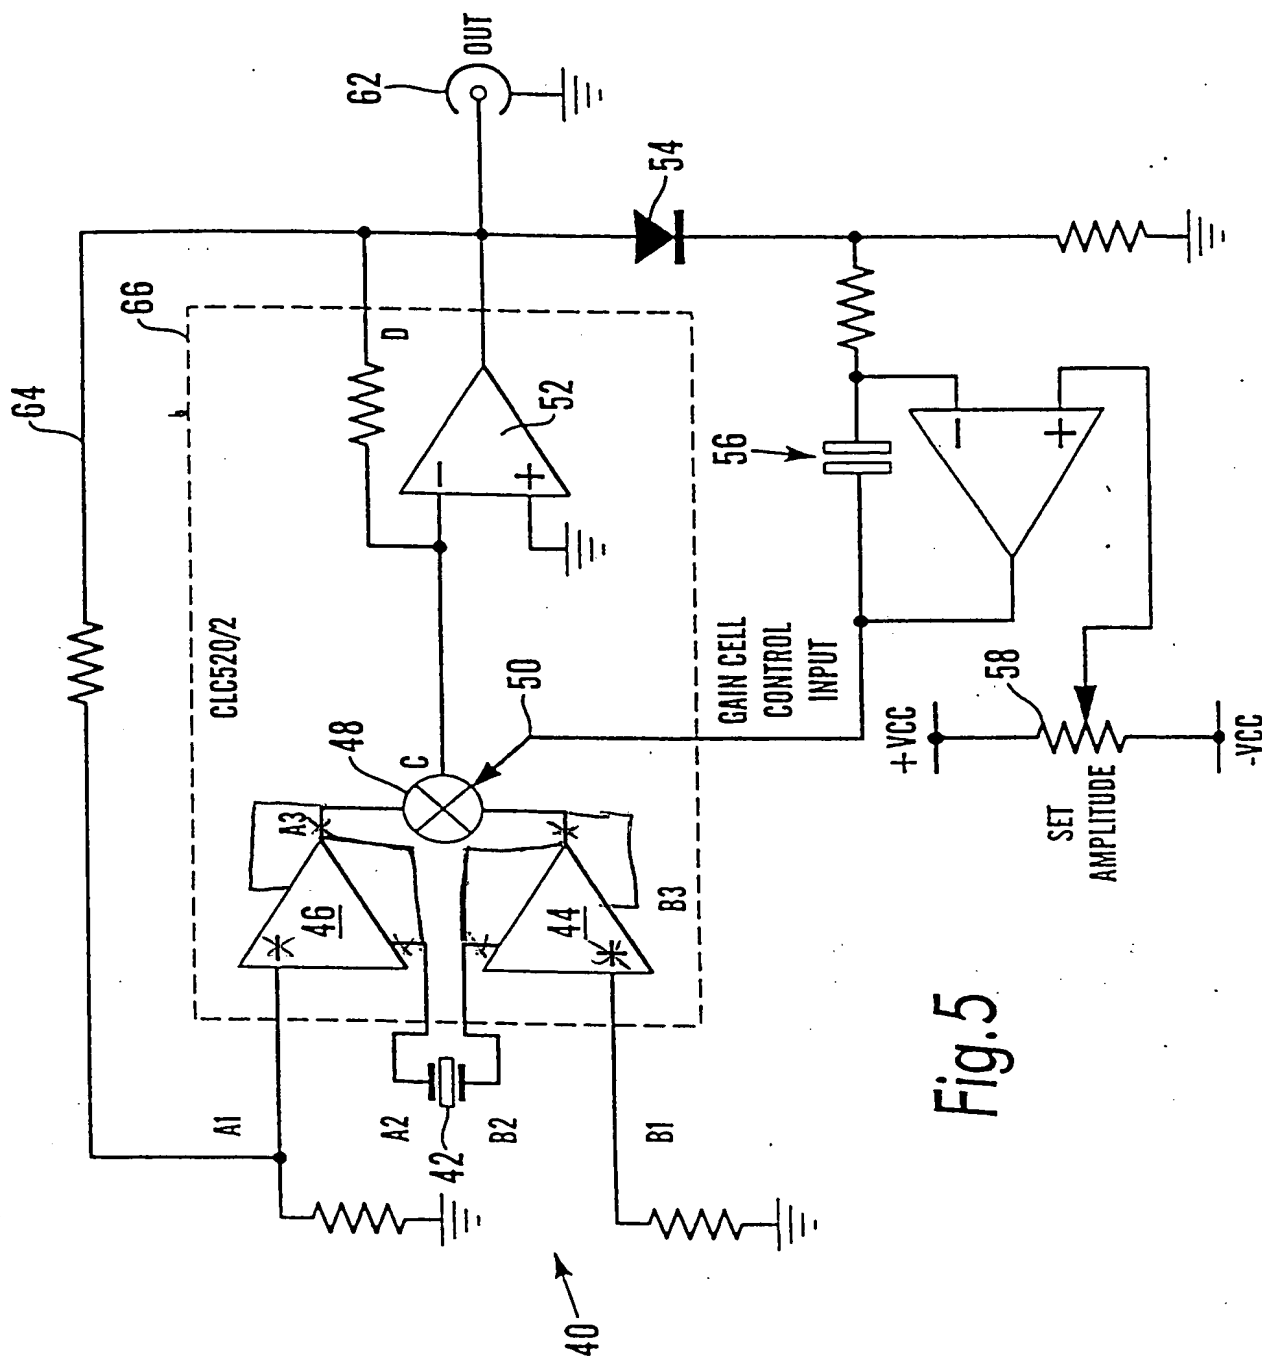 64
66
62
OUT
CLC520/2
D
54
52
A3
48
C
50
46
44
B3
A1
A2
B2
42
B1
40
GAIN CELL
CONTROL
INPUT
56
−
+
−
+
58
+VCC
-VCC
SET
AMPLITUDE
Fig.5